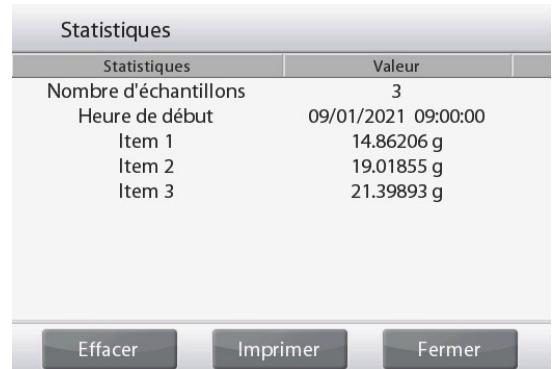 Statistiques
Statistiques Valeur
Nombre d'échantillons 3
Heure de début 09/01/2021 09:00:00
Item 1 14.86206 g
Item 2 19.01855 g
Item 3 21.39893 g
Effacer Imprimer Fermer